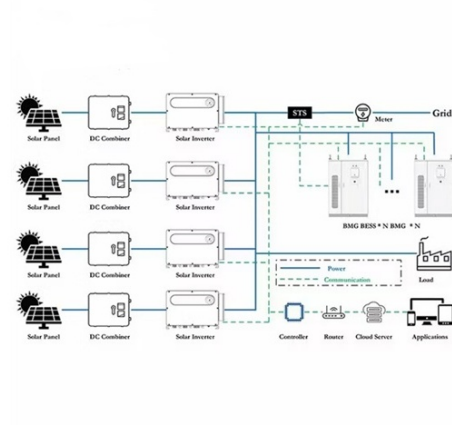 STS
Meter
Grid
Solar Panel DC Combiner Solar Inverter
Solar Panel DC Combiner Solar Inverter
BMG BESS * N BMG * N
Solar Panel DC Combiner Solar Inverter
Power
Communication
Load
Solar Panel DC Combiner Solar Inverter
Controller Router Cloud Server Applications